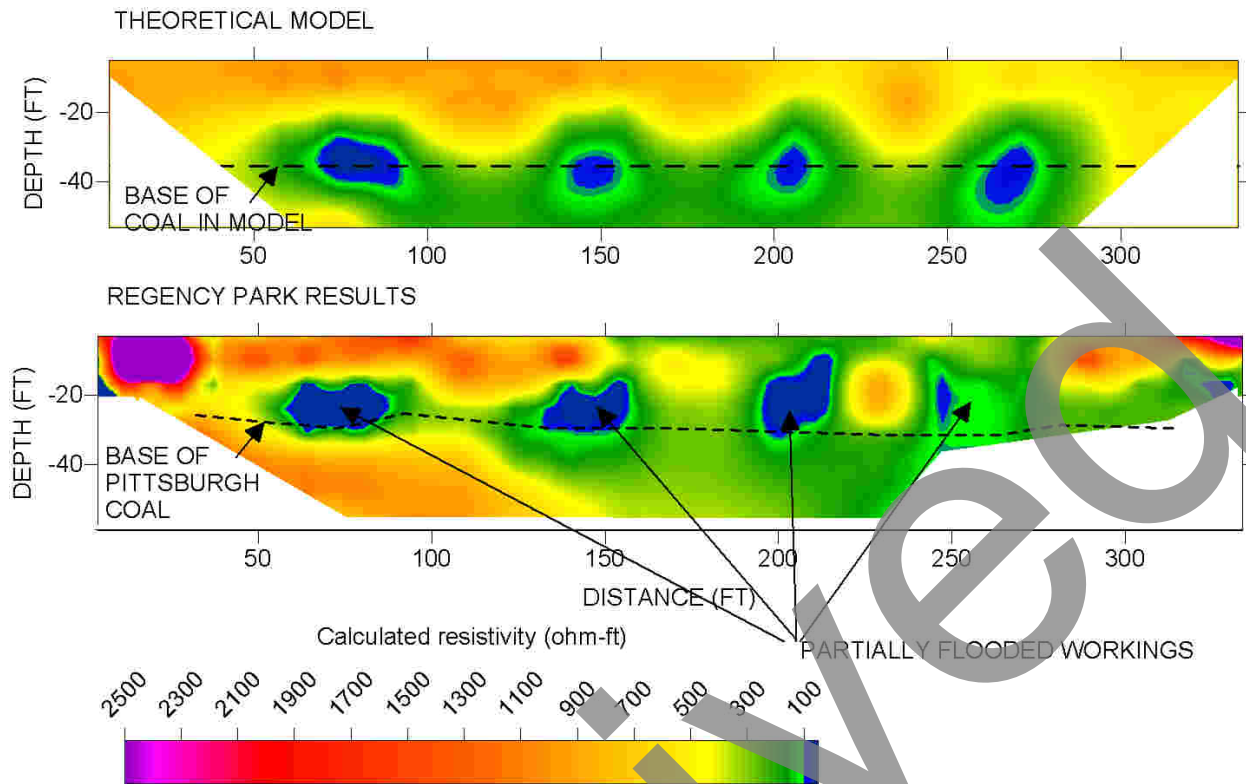 THEORETICAL MODEL
DEPTH (FT)
-20
-40
BASE OF
COAL IN MODEL
50 100 150 200 250 300
REGENCY PARK RESULTS
DEPTH (FT)
-20
-40
BASE OF
PITTSBURGH
COAL
50 100 150 200 250 300
DISTANCE (FT)
Calculated resistivity (ohm-ft)
PARTIALLY FLOODED WORKINGS
2500 2300 2100 1900 1700 1500 1300 1100 900 700 500 300 100
ived